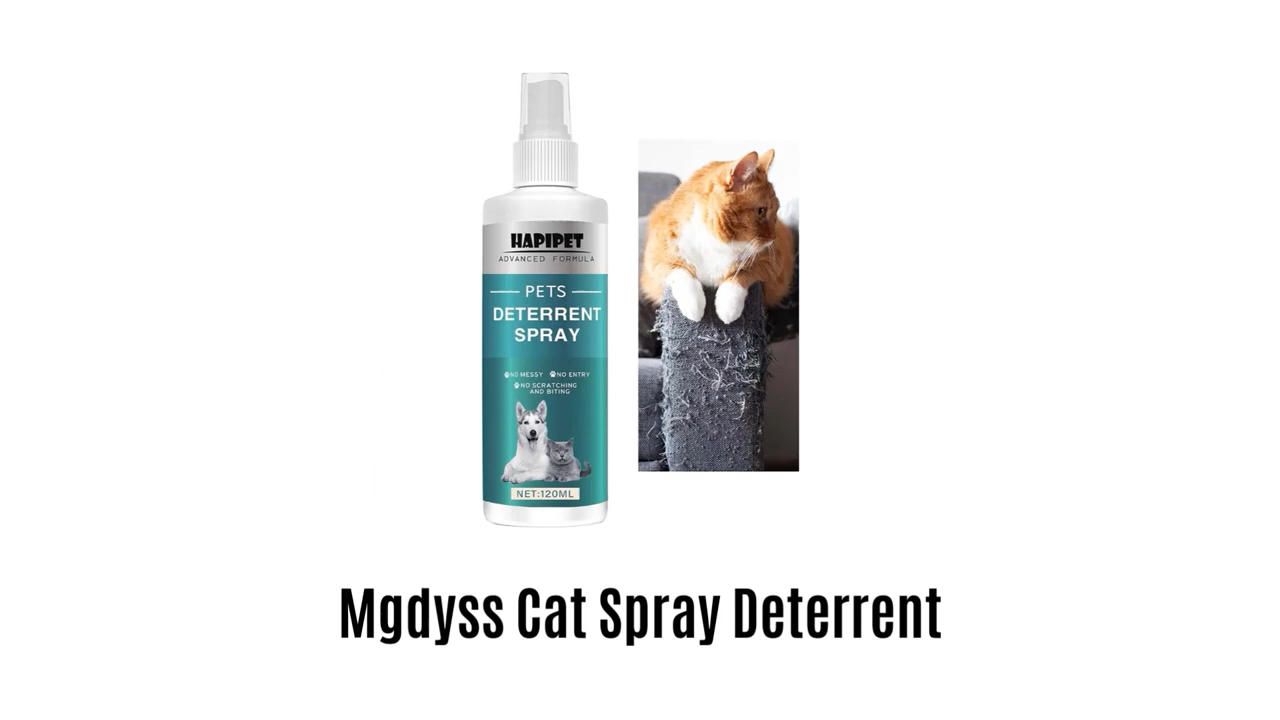 HAPIPET
ADVANCED FORMULA
PETS
DETERRENT
SPRAY
NO MESSY NO ENTRY
NO SCRATCHING
AND BITING
NET:120ML
Mgdyss Cat Spray Deterrent